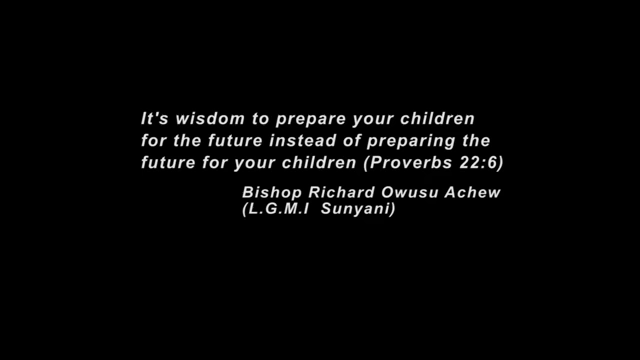 It's wisdom to prepare your children
for the future instead of preparing the
future for your children (Proverbs 22:6)
Bishop Richard Owusu Achew
(L.G.M.I Sunyani)